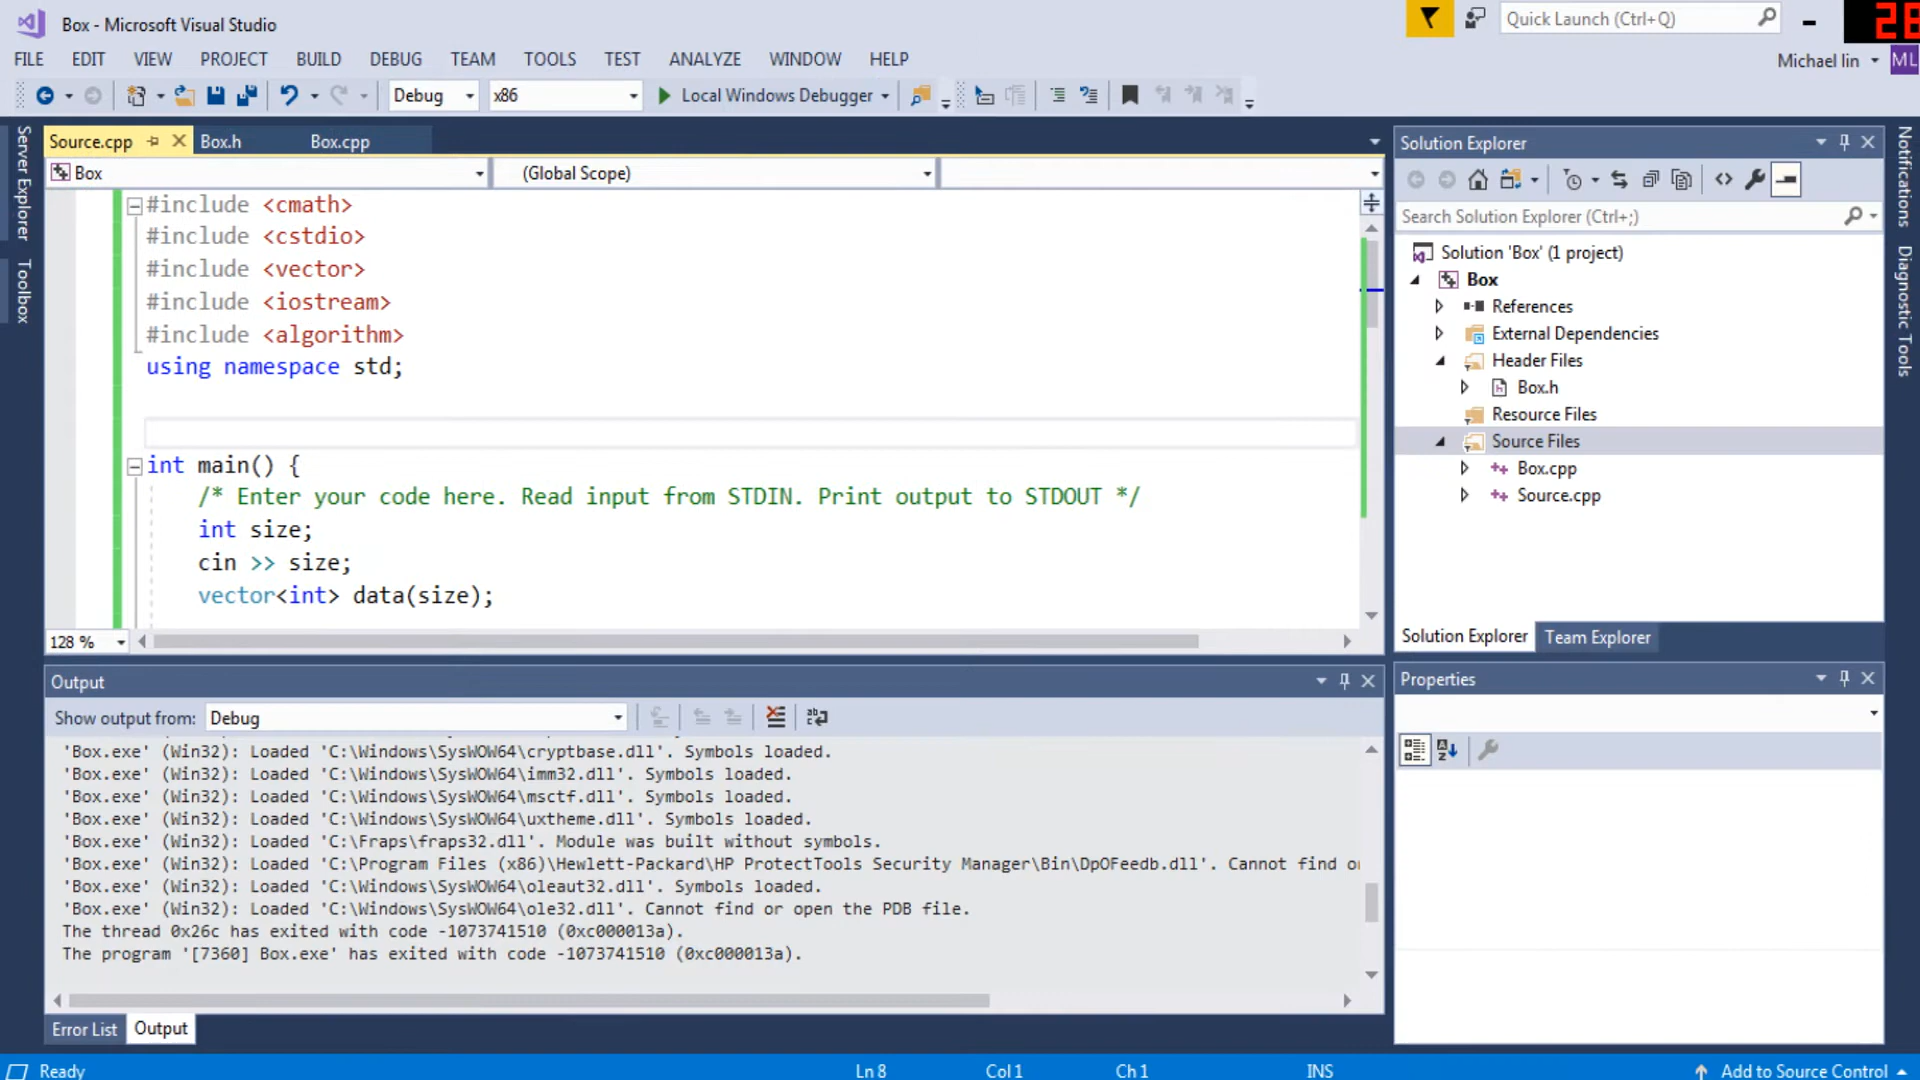 Box - Microsoft Visual Studio
Quick Launch (Ctrl+Q)
28
FILE EDIT VIEW PROJECT BUILD DEBUG TEAM TOOLS TEST ANALYZE WINDOW HELP
Michael lin ML
Debug x86 Local Windows Debugger
Server Explorer
Toolbox
Source.cpp Box.h Box.cpp
Box (Global Scope)
#include <cmath>
#include <cstdio>
#include <vector>
#include <iostream>
#include <algorithm>
using namespace std;
int main() {
/* Enter your code here. Read input from STDIN. Print output to STDOUT */
int size;
cin >> size;
vector<int> data(size);
128 %
Output
Show output from: Debug
'Box.exe' (Win32): Loaded 'C:\Windows\SysWOW64\cryptbase.dll'. Symbols loaded.
'Box.exe' (Win32): Loaded 'C:\Windows\SysWOW64\imm32.dll'. Symbols loaded.
'Box.exe' (Win32): Loaded 'C:\Windows\SysWOW64\msctf.dll'. Symbols loaded.
'Box.exe' (Win32): Loaded 'C:\Windows\SysWOW64\uxtheme.dll'. Symbols loaded.
'Box.exe' (Win32): Loaded 'C:\Fraps\fraps32.dll'. Module was built without symbols.
'Box.exe' (Win32): Loaded 'C:\Program Files (x86)\Hewlett-Packard\HP ProtectTools Security Manager\Bin\DpOFeedb.dll'. Cannot find o
'Box.exe' (Win32): Loaded 'C:\Windows\SysWOW64\oleaut32.dll'. Symbols loaded.
'Box.exe' (Win32): Loaded 'C:\Windows\SysWOW64\ole32.dll'. Cannot find or open the PDB file.
The thread 0x26c has exited with code -1073741510 (0xc000013a).
The program '[7360] Box.exe' has exited with code -1073741510 (0xc000013a).
Error List Output
Solution Explorer
Search Solution Explorer (Ctrl+;)
Solution 'Box' (1 project)
Box
References
External Dependencies
Header Files
Box.h
Resource Files
Source Files
Box.cpp
Source.cpp
Solution Explorer Team Explorer
Properties
Notifications
Diagnostic Tools
Ready Ln 8 Col 1 Ch 1 INS Add to Source Control